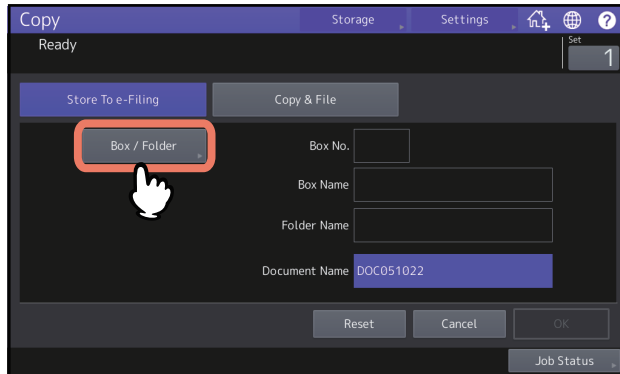 Copy Storage Settings ?
Ready Set
1
Store To e-Filing Copy & File
Box / Folder Box No.
Box Name
Folder Name
Document Name DOC051022
Reset Cancel OK
Job Status